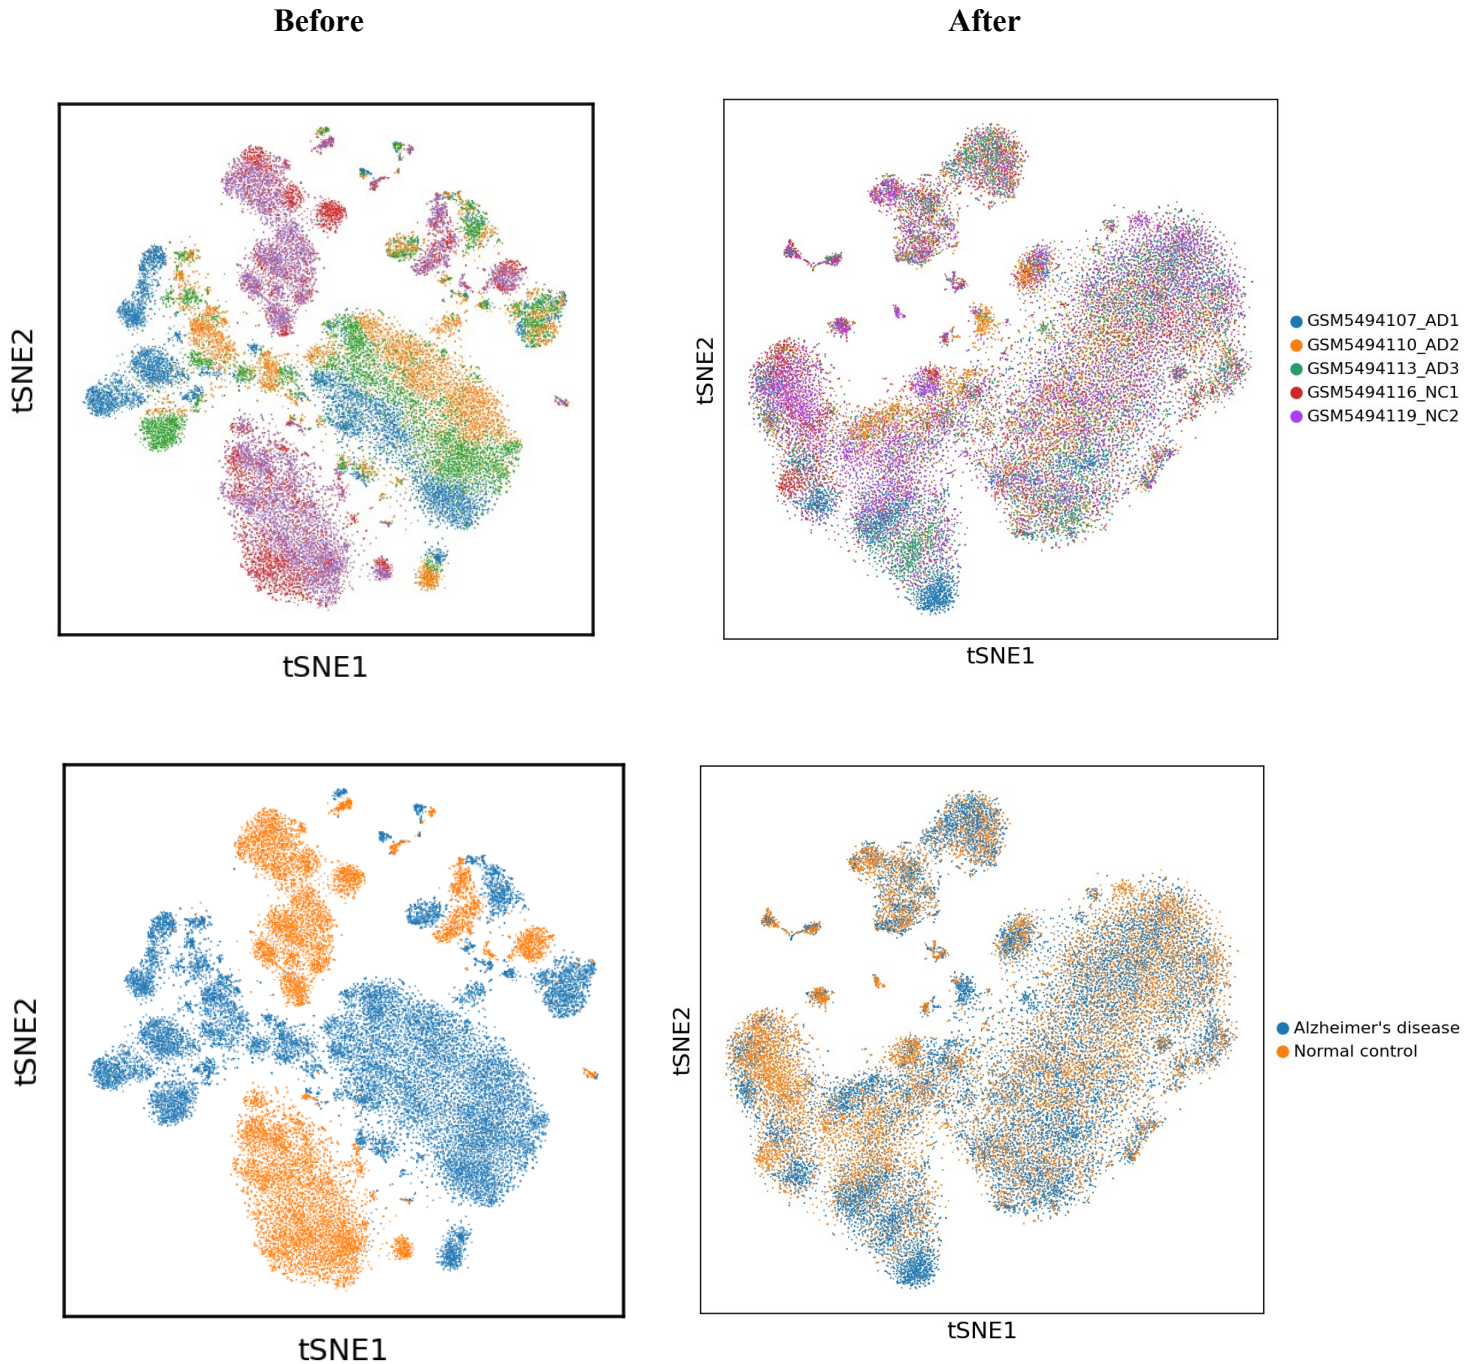 Before
After
tSNE2
tSNE1
tSNE2
tSNE1
GSM5494107_AD1
GSM5494110_AD2
GSM5494113_AD3
GSM5494116_NC1
GSM5494119_NC2
tSNE2
tSNE1
tSNE2
tSNE1
Alzheimer's disease
Normal control